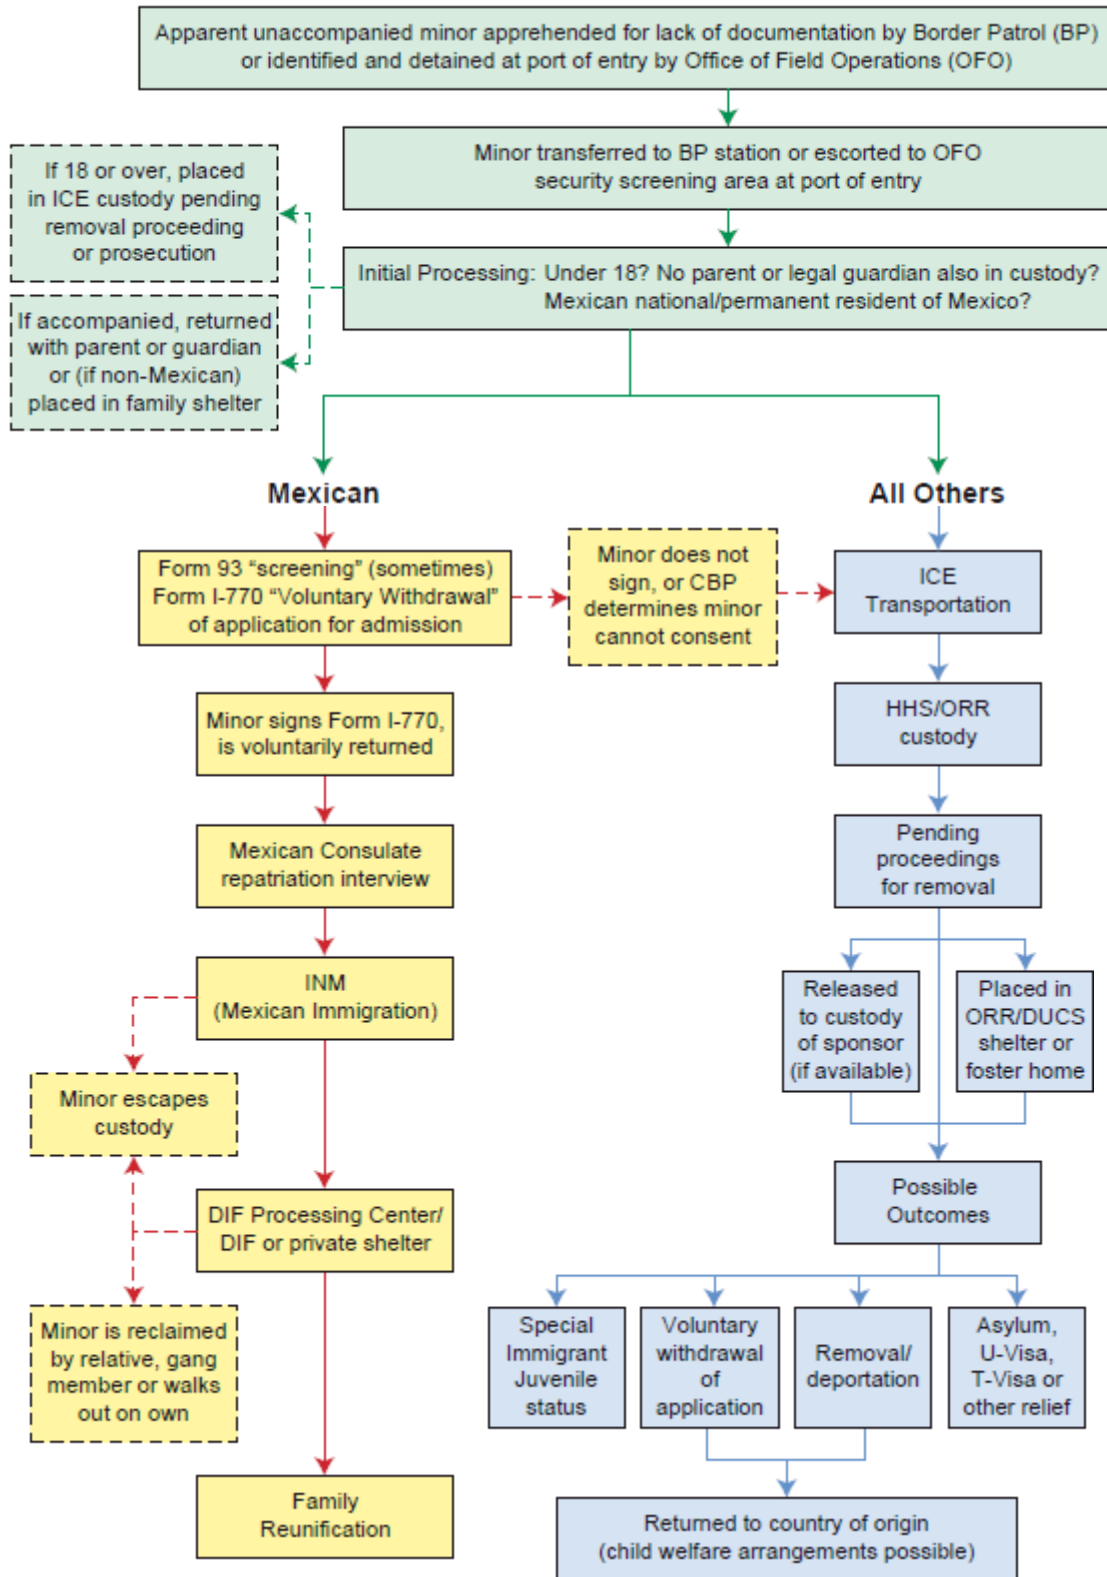 Apparent unaccompanied minor apprehended for lack of documentation by Border Patrol (BP)
or identified and detained at port of entry by Office of Field Operations (OFO)
Minor transferred to BP station or escorted to OFO
security screening area at port of entry
If 18 or over, placed
in ICE custody pending
removal proceeding
or prosecution
Initial Processing: Under 18? No parent or legal guardian also in custody?
Mexican national/permanent resident of Mexico?
If accompanied, returned
with parent or guardian
or (if non-Mexican)
placed in family shelter
Mexican
All Others
Form 93 “screening” (sometimes)
Form I-770 “Voluntary Withdrawal”
of application for admission
Minor does not
sign, or CBP
determines minor
cannot consent
ICE
Transportation
Minor signs Form I-770,
is voluntarily returned
HHS/ORR
custody
Mexican Consulate
repatriation interview
Pending
proceedings
for removal
INM
(Mexican Immigration)
Released
to custody
of sponsor
(if available)
Placed in
ORR/DUCS
shelter or
foster home
Minor escapes
custody
DIF Processing Center/
DIF or private shelter
Possible
Outcomes
Minor is reclaimed
by relative, gang
member or walks
out on own
Special
Immigrant
Juvenile
status
Voluntary
withdrawal
of
application
Removal/
deportation
Asylum,
U-Visa,
T-Visa or
other relief
Family
Reunification
Returned to country of origin
(child welfare arrangements possible)